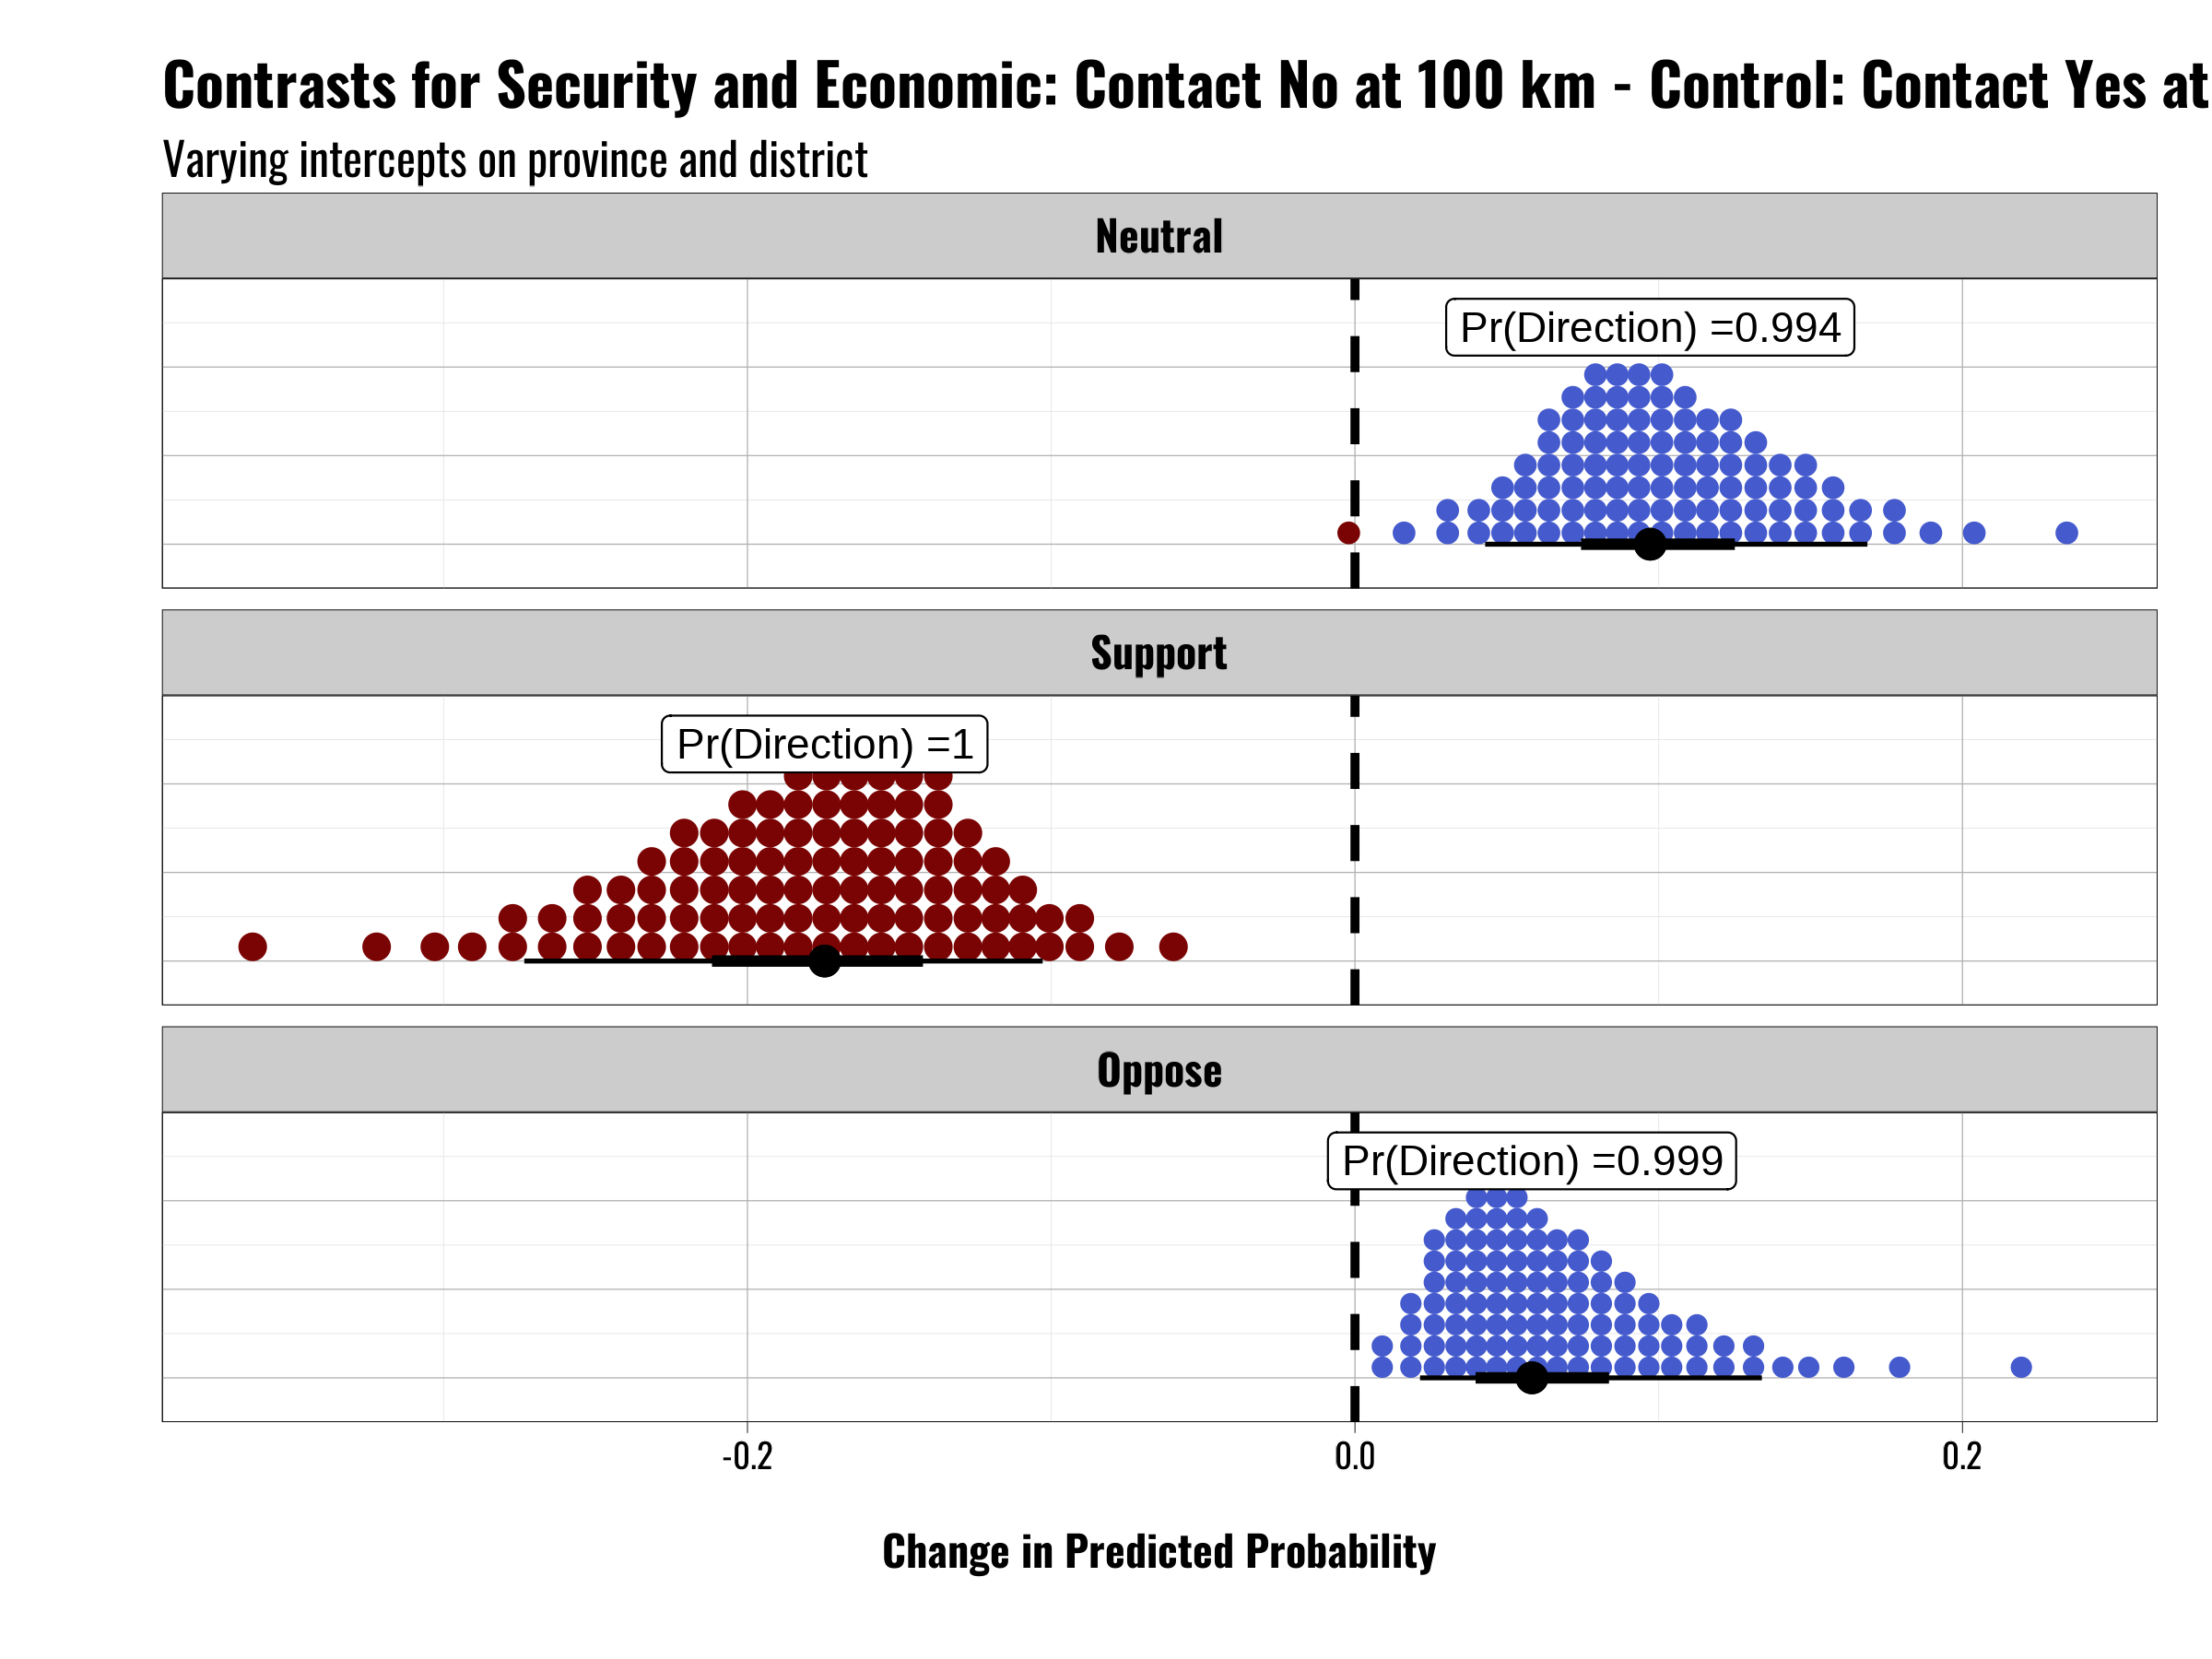 Contrasts for Security and Economic: Contact No at 100 km - Control: Contact Yes at
Varying intercepts on province and district
Neutral
Pr(Direction) =0.994
Support
Pr(Direction) =1
Oppose
Pr(Direction) =0.999
-0.2 0.0 0.2
Change in Predicted Probability